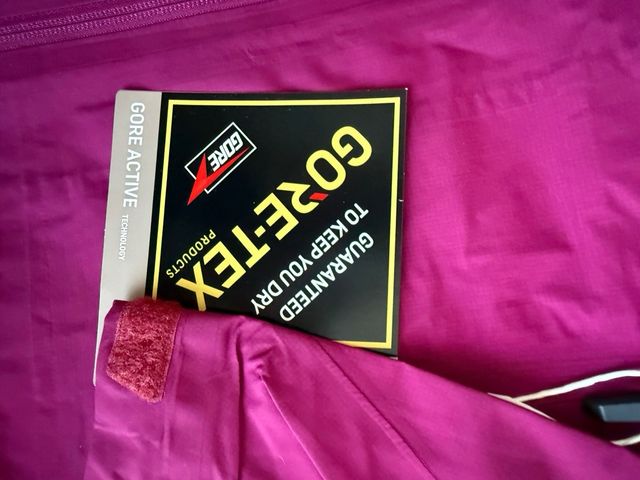 GORE ACTIVE TECHNOLOGY
GORE
GORE-TEX
PRODUCTS
GUARANTEED
TO KEEP YOU DRY